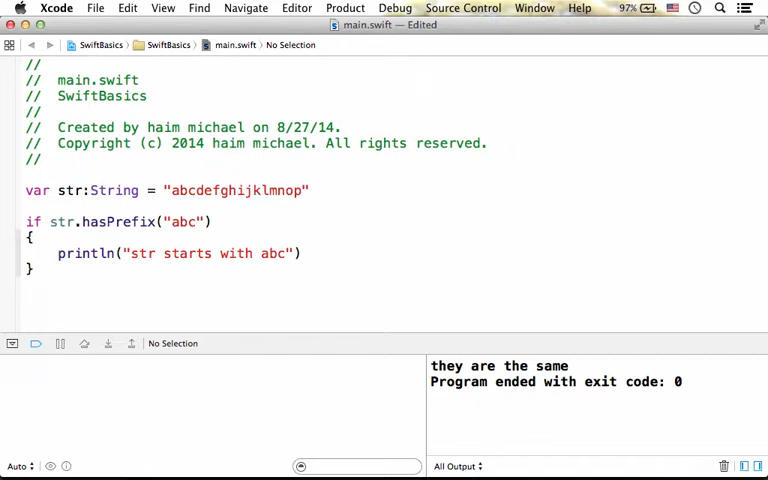 Xcode File Edit View Find Navigate Editor Product Debug Source Control Window Help 97%
main.swift — Edited
SwiftBasics SwiftBasics main.swift No Selection
//
// main.swift
// SwiftBasics
//
// Created by haim michael on 8/27/14.
// Copyright (c) 2014 haim michael. All rights reserved.
//
var str:String = "abcdefghijklmnop"
if str.hasPrefix("abc")
{
println("str starts with abc")
}
No Selection
they are the same
Program ended with exit code: 0
Auto
All Output